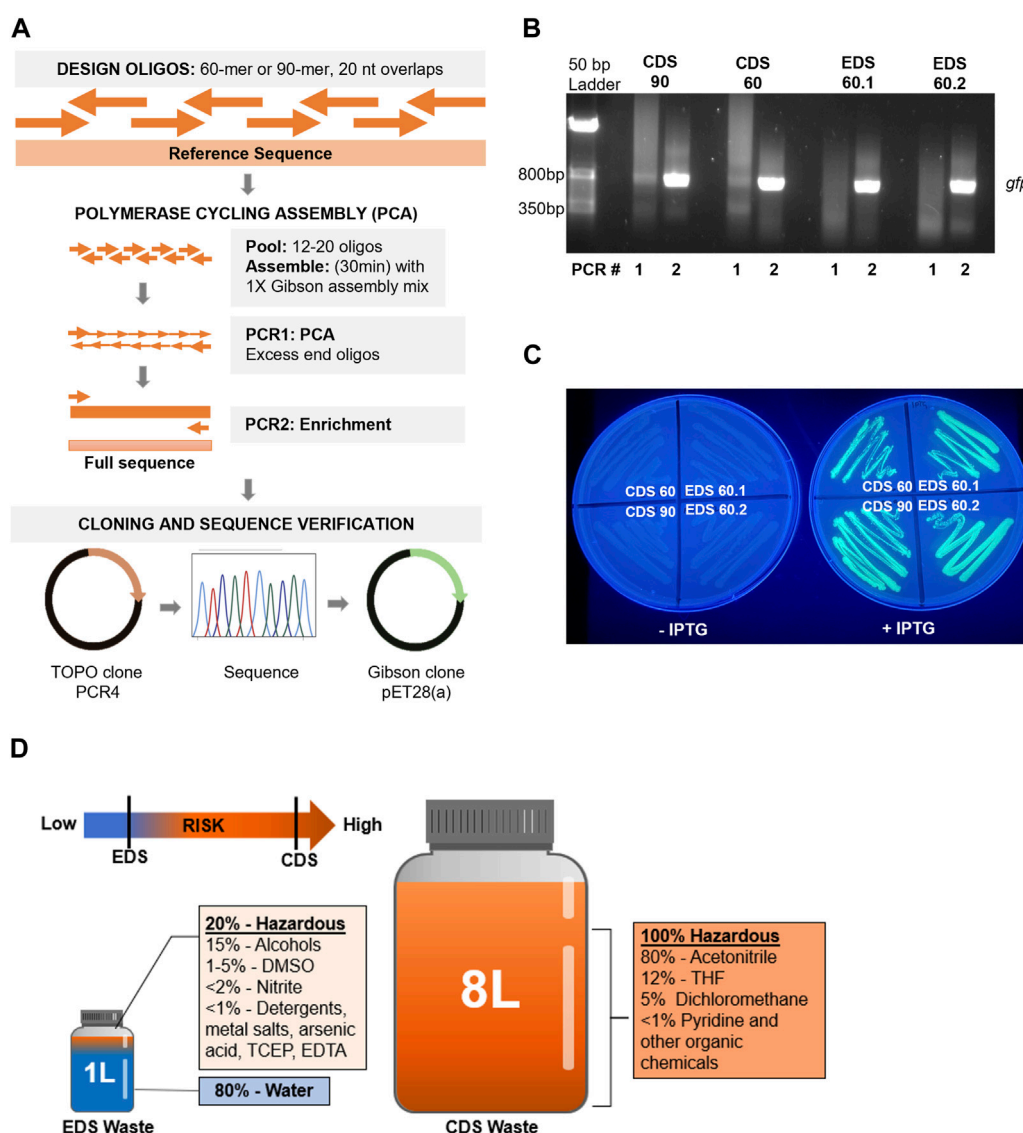 A
DESIGN OLIGOS: 60-mer or 90-mer, 20 nt overlaps
Reference Sequence
POLYMERASE CYCLING ASSEMBLY (PCA)
Pool: 12-20 oligos
Assemble: (30min) with
1X Gibson assembly mix
PCR1: PCA
Excess end oligos
PCR2: Enrichment
Full sequence
CLONING AND SEQUENCE VERIFICATION
TOPO clone
PCR4
Sequence
Gibson clone
pET28(a)
B
50 bp
Ladder
CDS
90
CDS
60
EDS
60.1
EDS
60.2
800bp
350bp
gfp
PCR # 1 2 1 2 1 2 1 2
C
CDS 60 EDS 60.1
CDS 90 EDS 60.2
- IPTG
CDS 60 EDS 60.1
CDS 90 EDS 60.2
+ IPTG
D
Low RISK High
EDS CDS
20% - Hazardous
15% - Alcohols
1-5% - DMSO
<2% - Nitrite
<1% - Detergents,
metal salts, arsenic
acid, TCEP, EDTA
1L
80% - Water
EDS Waste
8L
100% Hazardous
80% - Acetonitrile
12% - THF
5% Dichloromethane
<1% Pyridine and
other organic
chemicals
CDS Waste